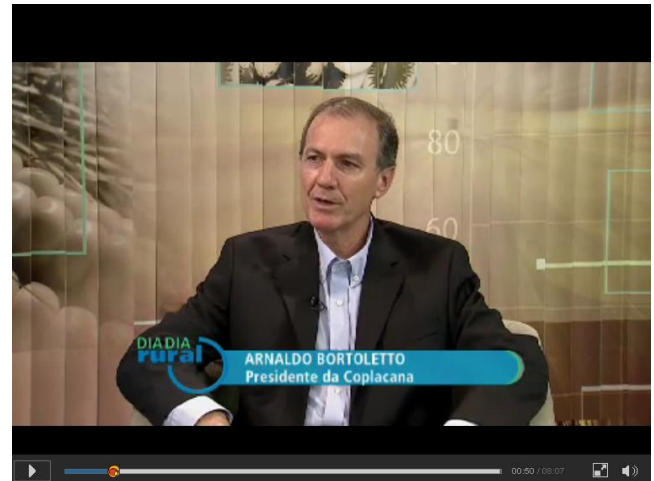 80
60
DIA DIA
rural
ARNALDO BORTOLETTO
Presidente da Coplacana
00:50 / 08:07